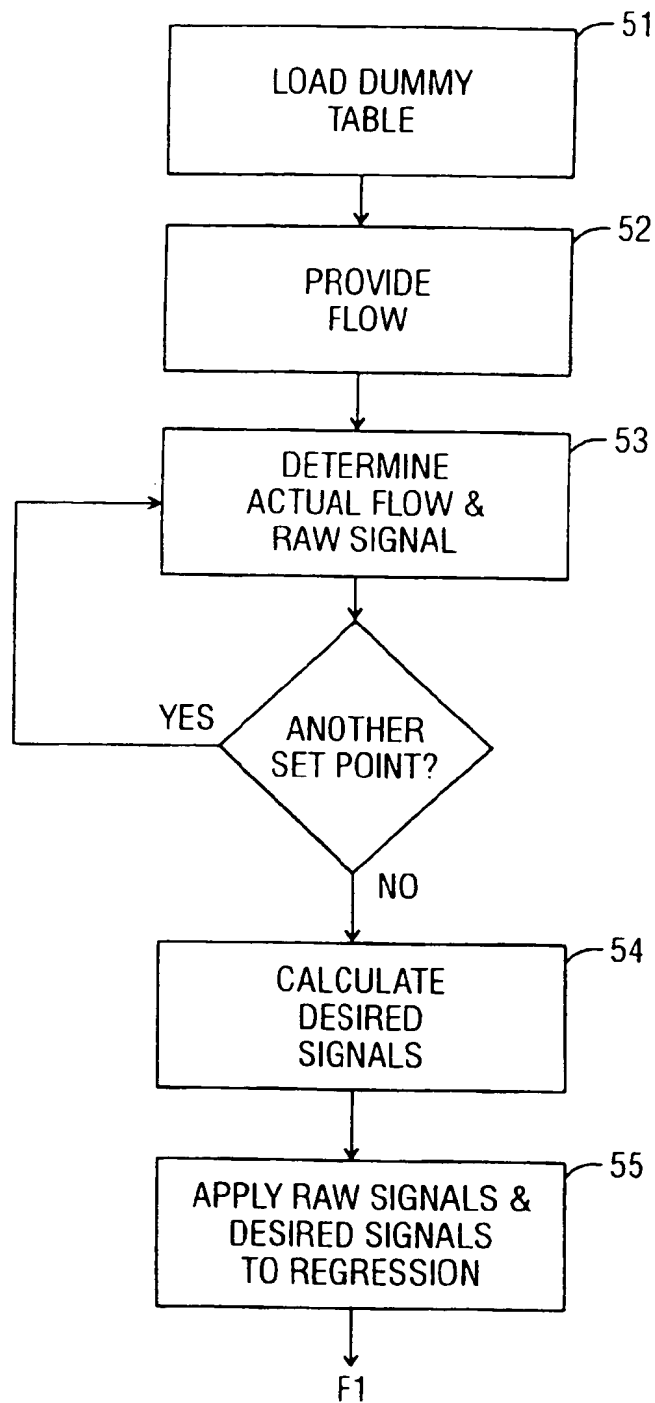 51
LOAD DUMMY
TABLE
52
PROVIDE
FLOW
53
DETERMINE
ACTUAL FLOW &
RAW SIGNAL
YES
ANOTHER
SET POINT?
NO
54
CALCULATE
DESIRED
SIGNALS
55
APPLY RAW SIGNALS &
DESIRED SIGNALS
TO REGRESSION
F1